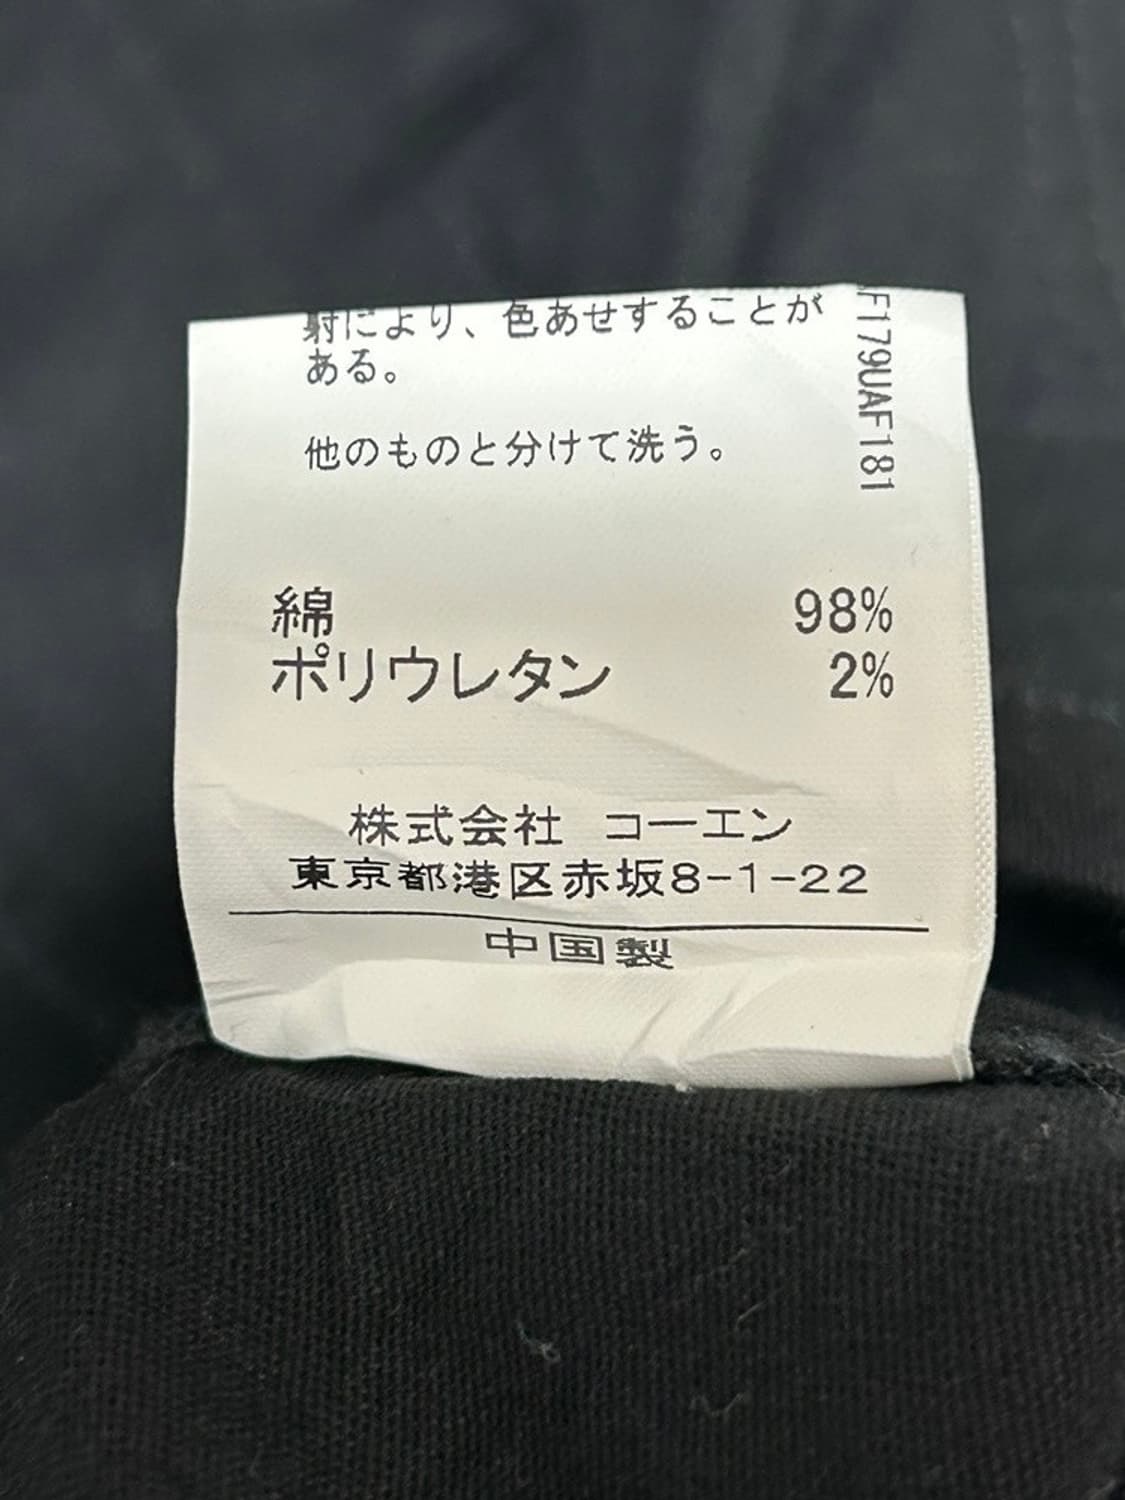 射により、色あせすることが
ある。
他のものと分けて洗う。
F179UAF181
綿 98%
ポリウレタン 2%
株式会社 コーエン
東京都港区赤坂8-1-22
中国製